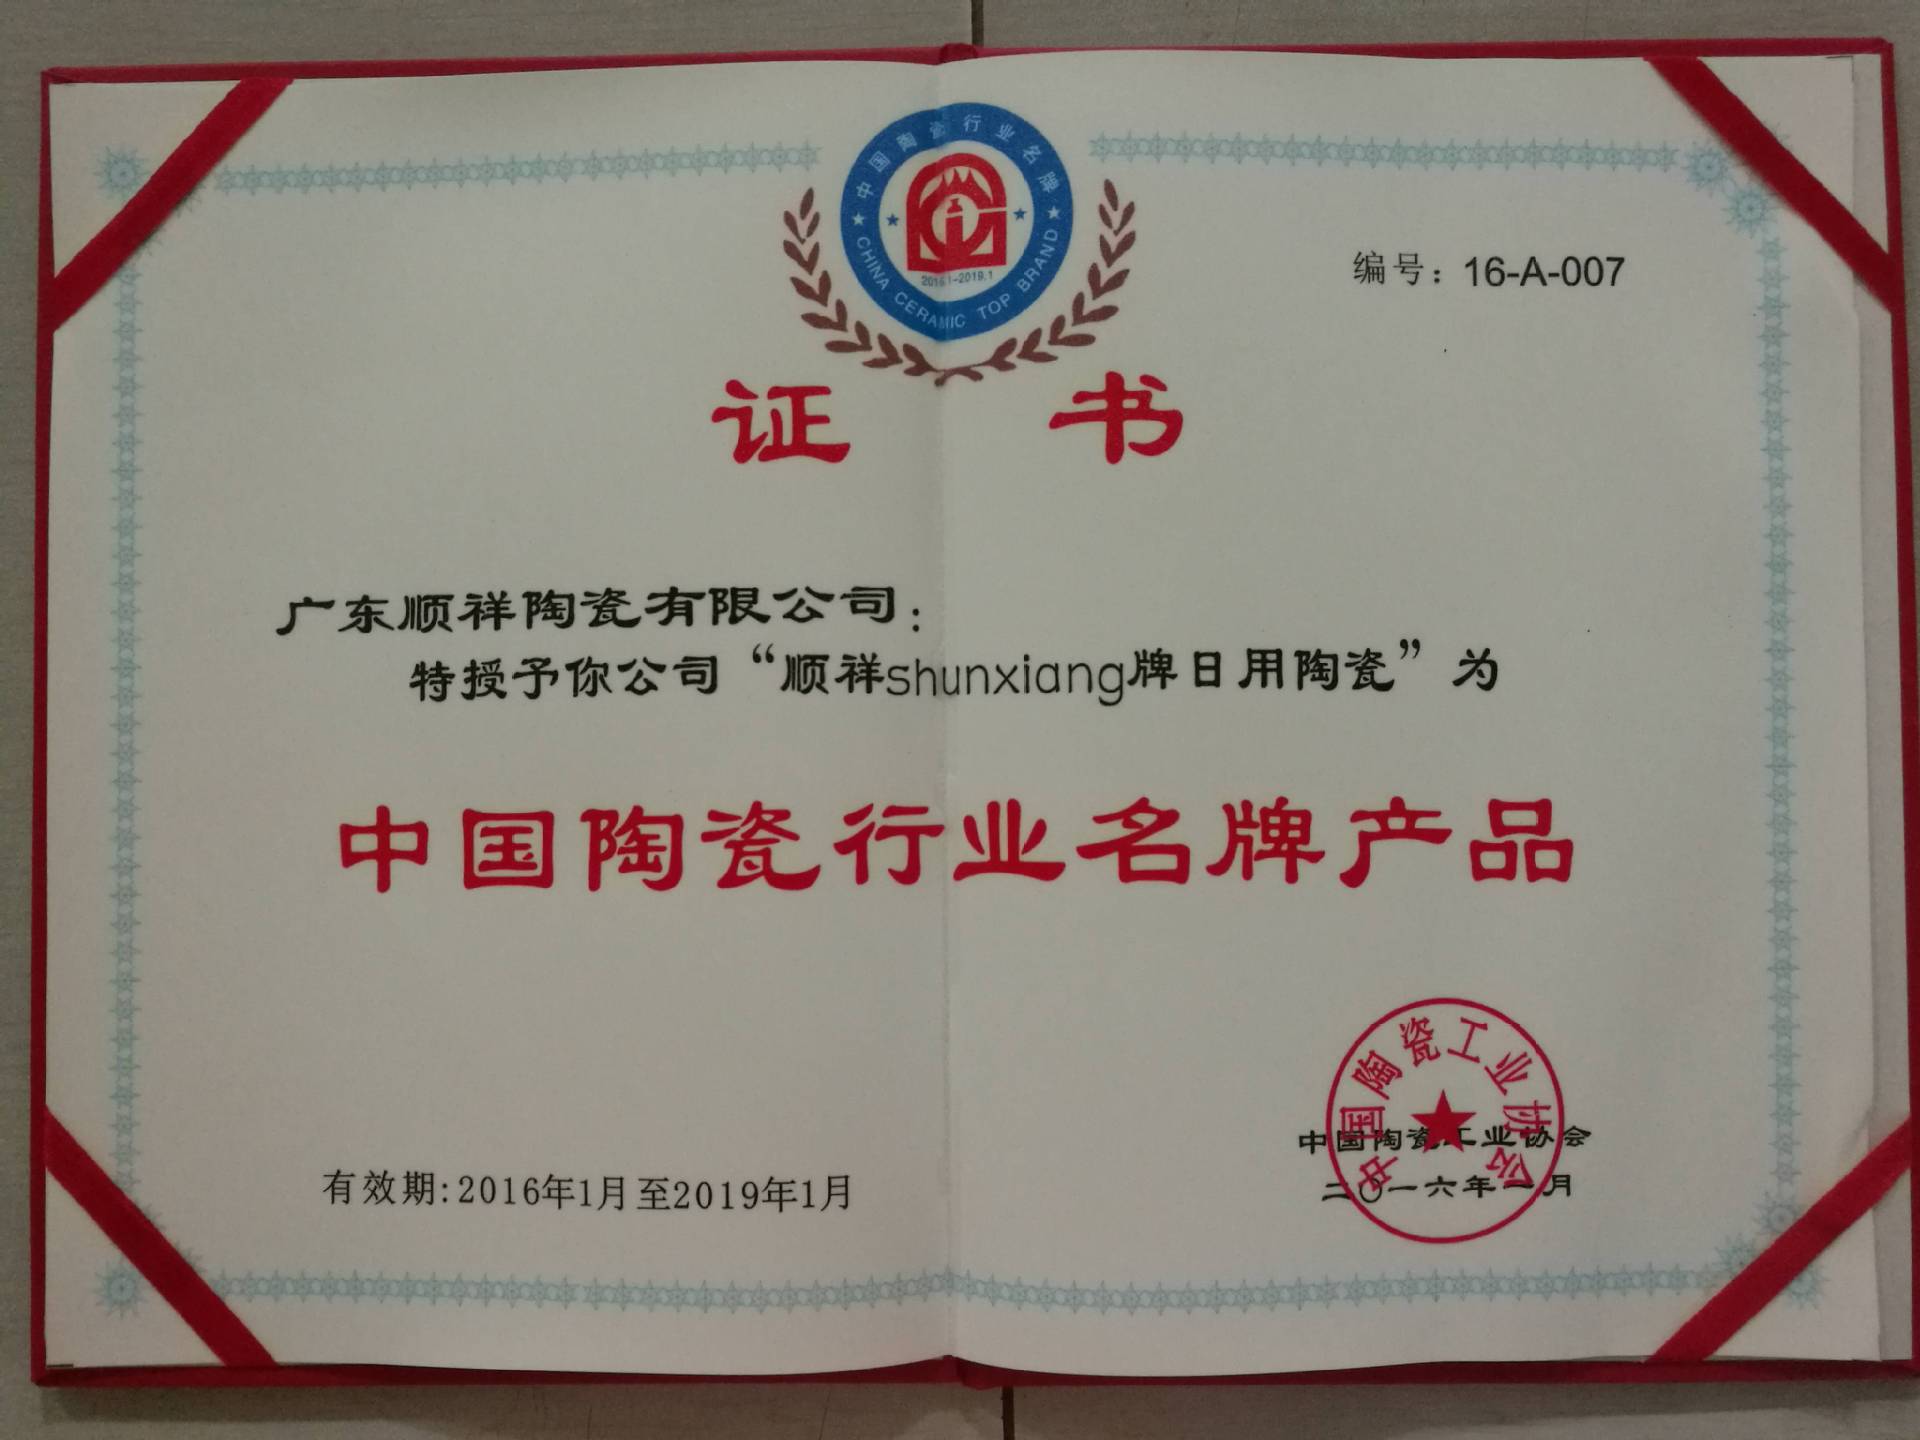 中国陶瓷行业名牌
2016.1-2019.1
CHINA CERAMIC TOP BRAND
编号：16-A-007
证书
广东顺祥陶瓷有限公司：
特授予你公司“顺祥shunxiang牌日用陶瓷”为
中国陶瓷行业名牌产品
中国陶瓷工业协会
中国陶瓷工业协会
有效期:2016年1月至2019年1月
二〇一六年一月